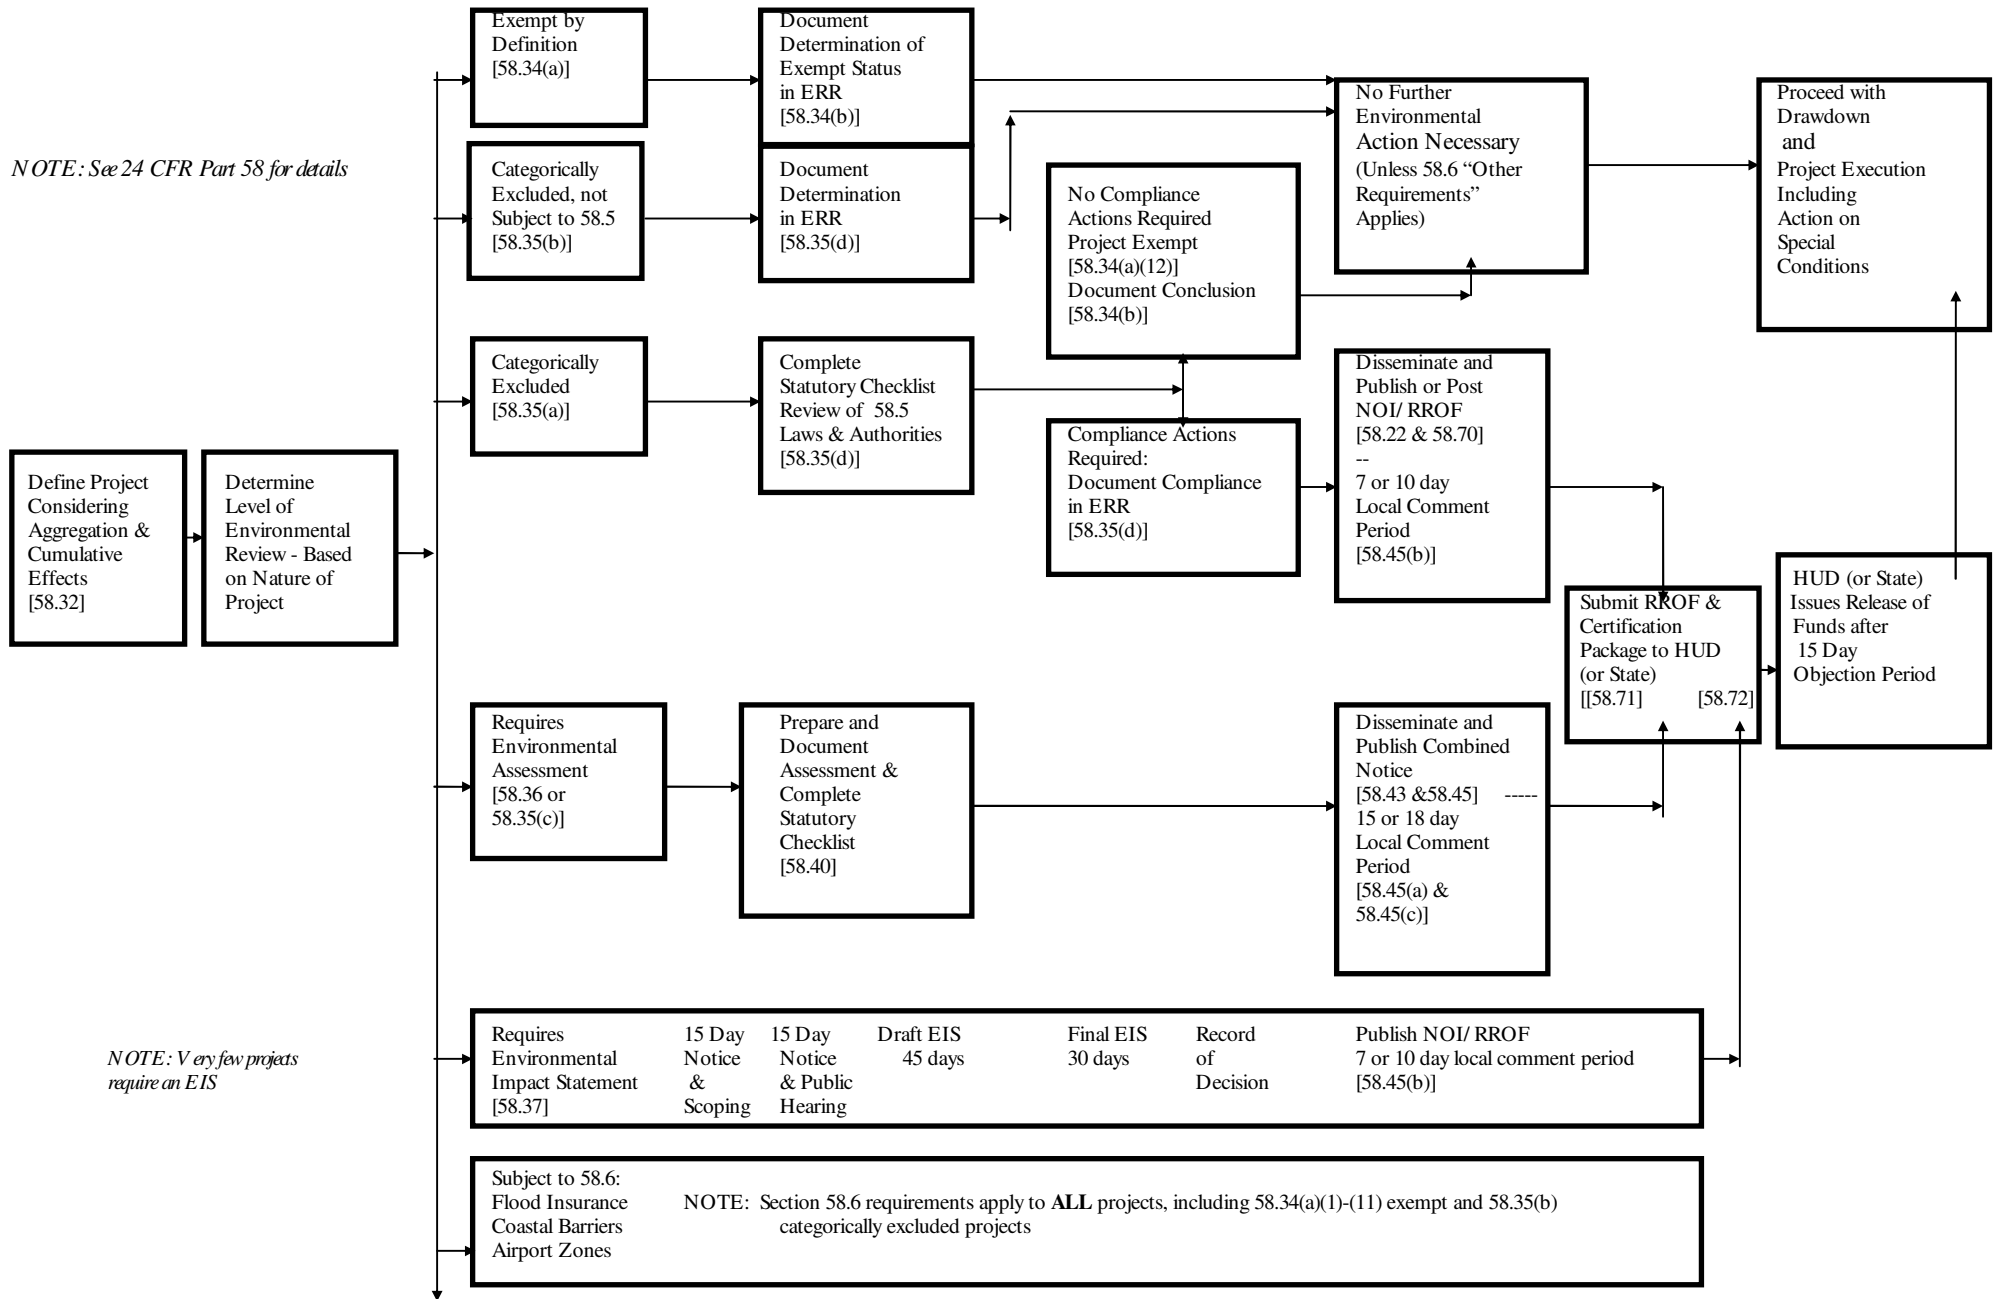 Exempt by
Definition
[58.34(a)]
Document
Determination of
Exempt Status
in ERR
[58.34(b)]
No Further
Environmental
Action Necessary
(Unless 58.6 “Other
Requirements”
Applies)
Proceed with
Drawdown
and
Project Execution
Including
Action on
Special
Conditions
NOTE: See 24 CFR Part 58 for details
Categorically
Excluded, not
Subject to 58.5
[58.35(b)]
Document
Determination
in ERR
[58.35(d)]
No Compliance
Actions Required
Project Exempt
[58.34(a)(12)]
Document Conclusion
[58.34(b)]
Categorically
Excluded
[58.35(a)]
Complete
Statutory Checklist
Review of 58.5
Laws & Authorities
[58.35(d)]
Compliance Actions
Required:
Document Compliance
in ERR
[58.35(d)]
Disseminate and
Publish or Post
NOI/ RROF
[58.22 & 58.70]
--
7 or 10 day
Local Comment
Period
[58.45(b)]
Define Project
Considering
Aggregation &
Cumulative
Effects
[58.32]
Determine
Level of
Environmental
Review - Based
on Nature of
Project
Submit RROF &
Certification
Package to HUD
(or State)
[[58.71] [58.72]
HUD (or State)
Issues Release of
Funds after
15 Day
Objection Period
Requires
Environmental
Assessment
[58.36 or
58.35(c)]
Prepare and
Document
Assessment &
Complete
Statutory
Checklist
[58.40]
Disseminate and
Publish Combined
Notice
[58.43 &58.45] -----
15 or 18 day
Local Comment
Period
[58.45(a) &
58.45(c)]
NOTE: Very few projects
require an EIS
Requires
Environmental
Impact Statement
[58.37]
15 Day
Notice
&
Scoping
15 Day
Notice
& Public
Hearing
Draft EIS
45 days
Final EIS
30 days
Record
of
Decision
Publish NOI/ RROF
7 or 10 day local comment period
[58.45(b)]
Subject to 58.6:
Flood Insurance
Coastal Barriers
Airport Zones
NOTE: Section 58.6 requirements apply to ALL projects, including 58.34(a)(1)-(11) exempt and 58.35(b)
categorically excluded projects